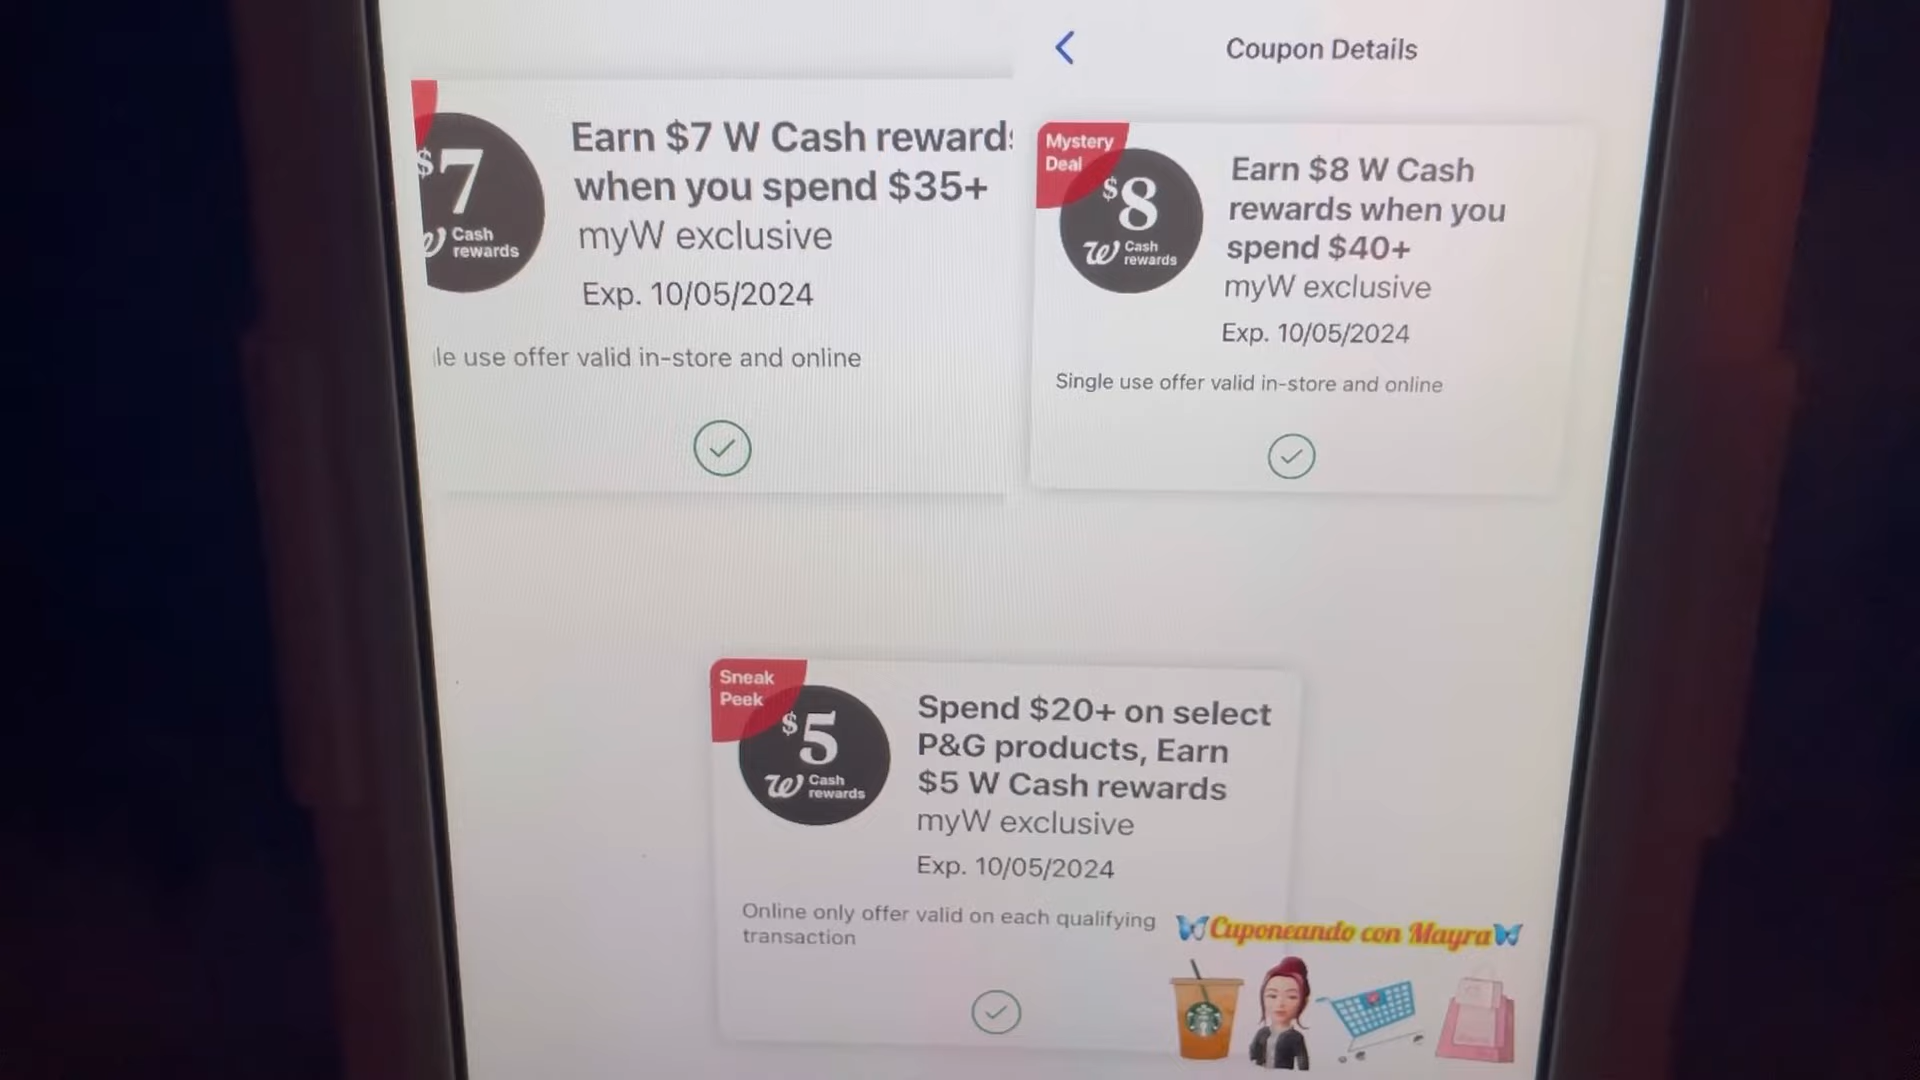 $7
Cash
rewards
Earn $7 W Cash reward
when you spend $35+
myW exclusive
Exp. 10/05/2024
le use offer valid in-store and online
Coupon Details
Mystery
Deal
$8
W Cash
rewards
Earn $8 W Cash
rewards when you
spend $40+
myW exclusive
Exp. 10/05/2024
Single use offer valid in-store and online
Sneak
Peek
$5
W Cash
rewards
Spend $20+ on select
P&G products, Earn
$5 W Cash rewards
myW exclusive
Exp. 10/05/2024
Online only offer valid on each qualifying
transaction
Cuponeando con Mayra